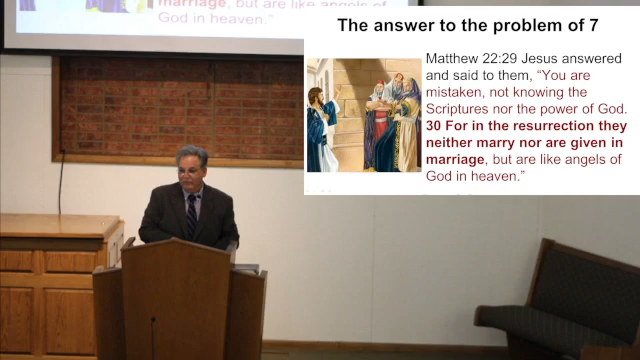 marriage, but are like angels of
God in heaven.”
The answer to the problem of 7
Matthew 22:29 Jesus answered
and said to them, “You are
mistaken, not knowing the
Scriptures nor the power of God.
30 For in the resurrection they
neither marry nor are given in
marriage, but are like angels of
God in heaven.”